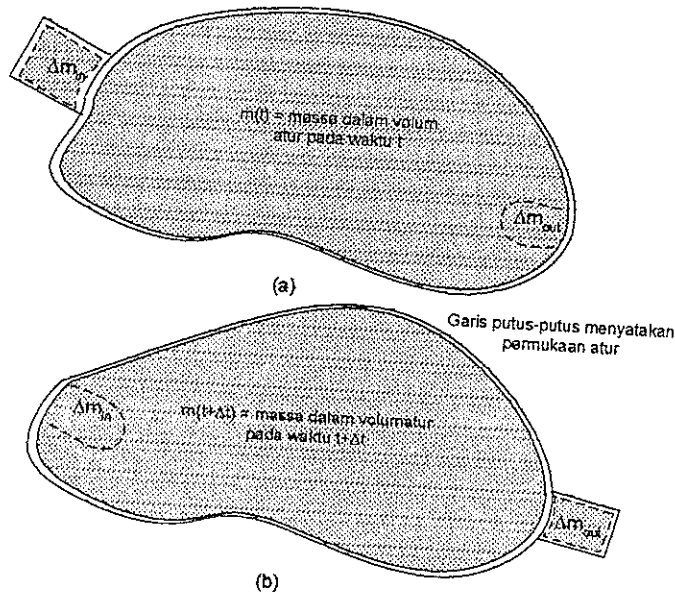 Δm_in
m(t) = massa dalam volum
atur pada waktu t
Δm_out
(a)
Garis putus-putus menyatakan
permukaan atur
Δm_in
m(t+Δt) = massa dalam volumatur
pada waktu t+Δt
Δm_out
(b)